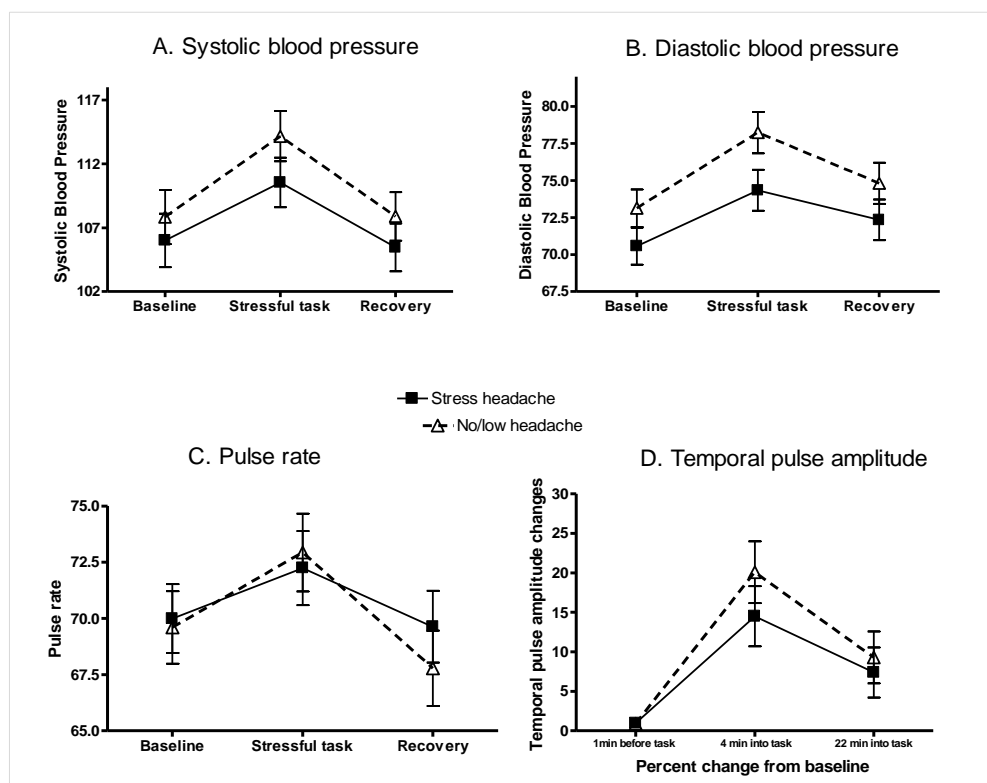 A. Systolic blood pressure
Systolic Blood Pressure
117
112
107
102
Baseline
Stressful task
Recovery
B. Diastolic blood pressure
Diastolic Blood Pressure
80.0
77.5
75.0
72.5
70.0
67.5
Baseline
Stressful task
Recovery
Stress headache
No/low headache
C. Pulse rate
Pulse rate
75.0
72.5
70.0
67.5
65.0
Baseline
Stressful task
Recovery
D. Temporal pulse amplitude
Temporal pulse amplitude changes
30
25
20
15
10
5
0
1min before task
4 min into task
22 min into task
Percent change from baseline